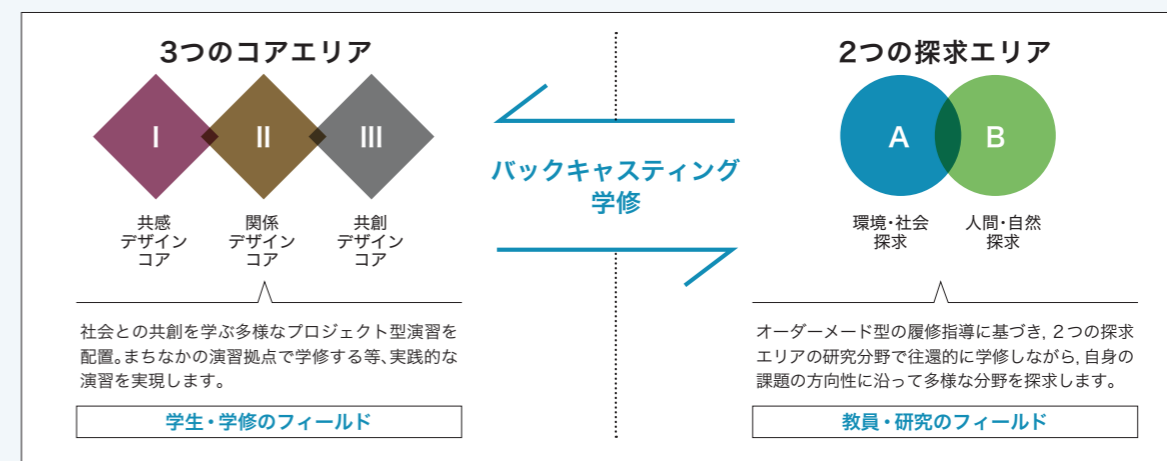 3つのコアエリア
I
II
III
共感
デザイン
コア
関係
デザイン
コア
共創
デザイン
コア
社会との共創を学ぶ多様なプロジェクト型演習を
配置。まちなかの演習拠点で学修する等、実践的な
演習を実現します。
学生・学修のフィールド
バックキャスティング
学修
2つの探求エリア
A
B
環境・社会
探求
人間・自然
探求
オーダーメード型の履修指導に基づき, 2つの探求
エリアの研究分野で往還的に学修しながら, 自身の
課題の方向性に沿って多様な分野を探求します。
教員・研究のフィールド